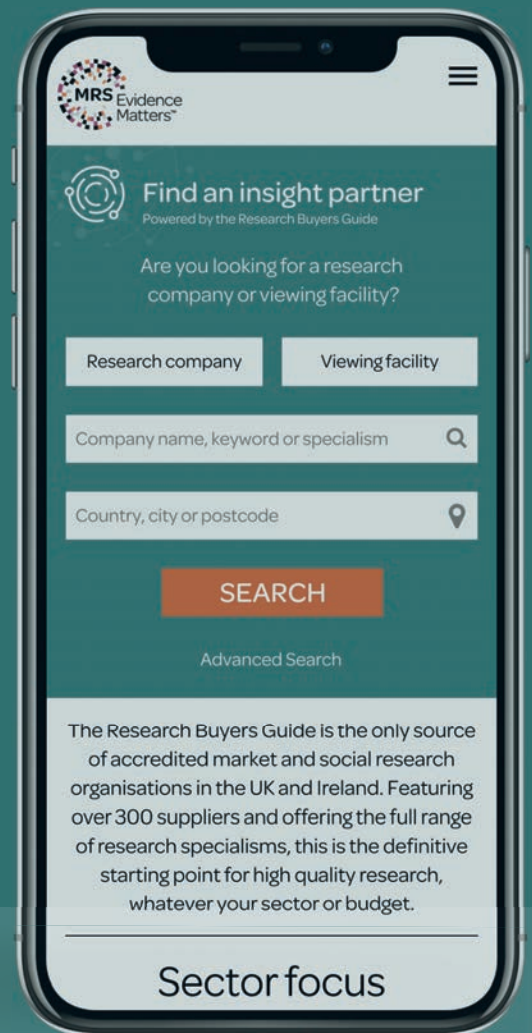 MRS Evidence
Matters™
Find an insight partner
Powered by the Research Buyers Guide
Are you looking for a research
company or viewing facility?
Research company
Viewing facility
Company name, keyword or specialism
Country, city or postcode
SEARCH
Advanced Search
The Research Buyers Guide is the only source
of accredited market and social research
organisations in the UK and Ireland. Featuring
over 300 suppliers and offering the full range
of research specialisms, this is the definitive
starting point for high quality research,
whatever your sector or budget.
Sector focus